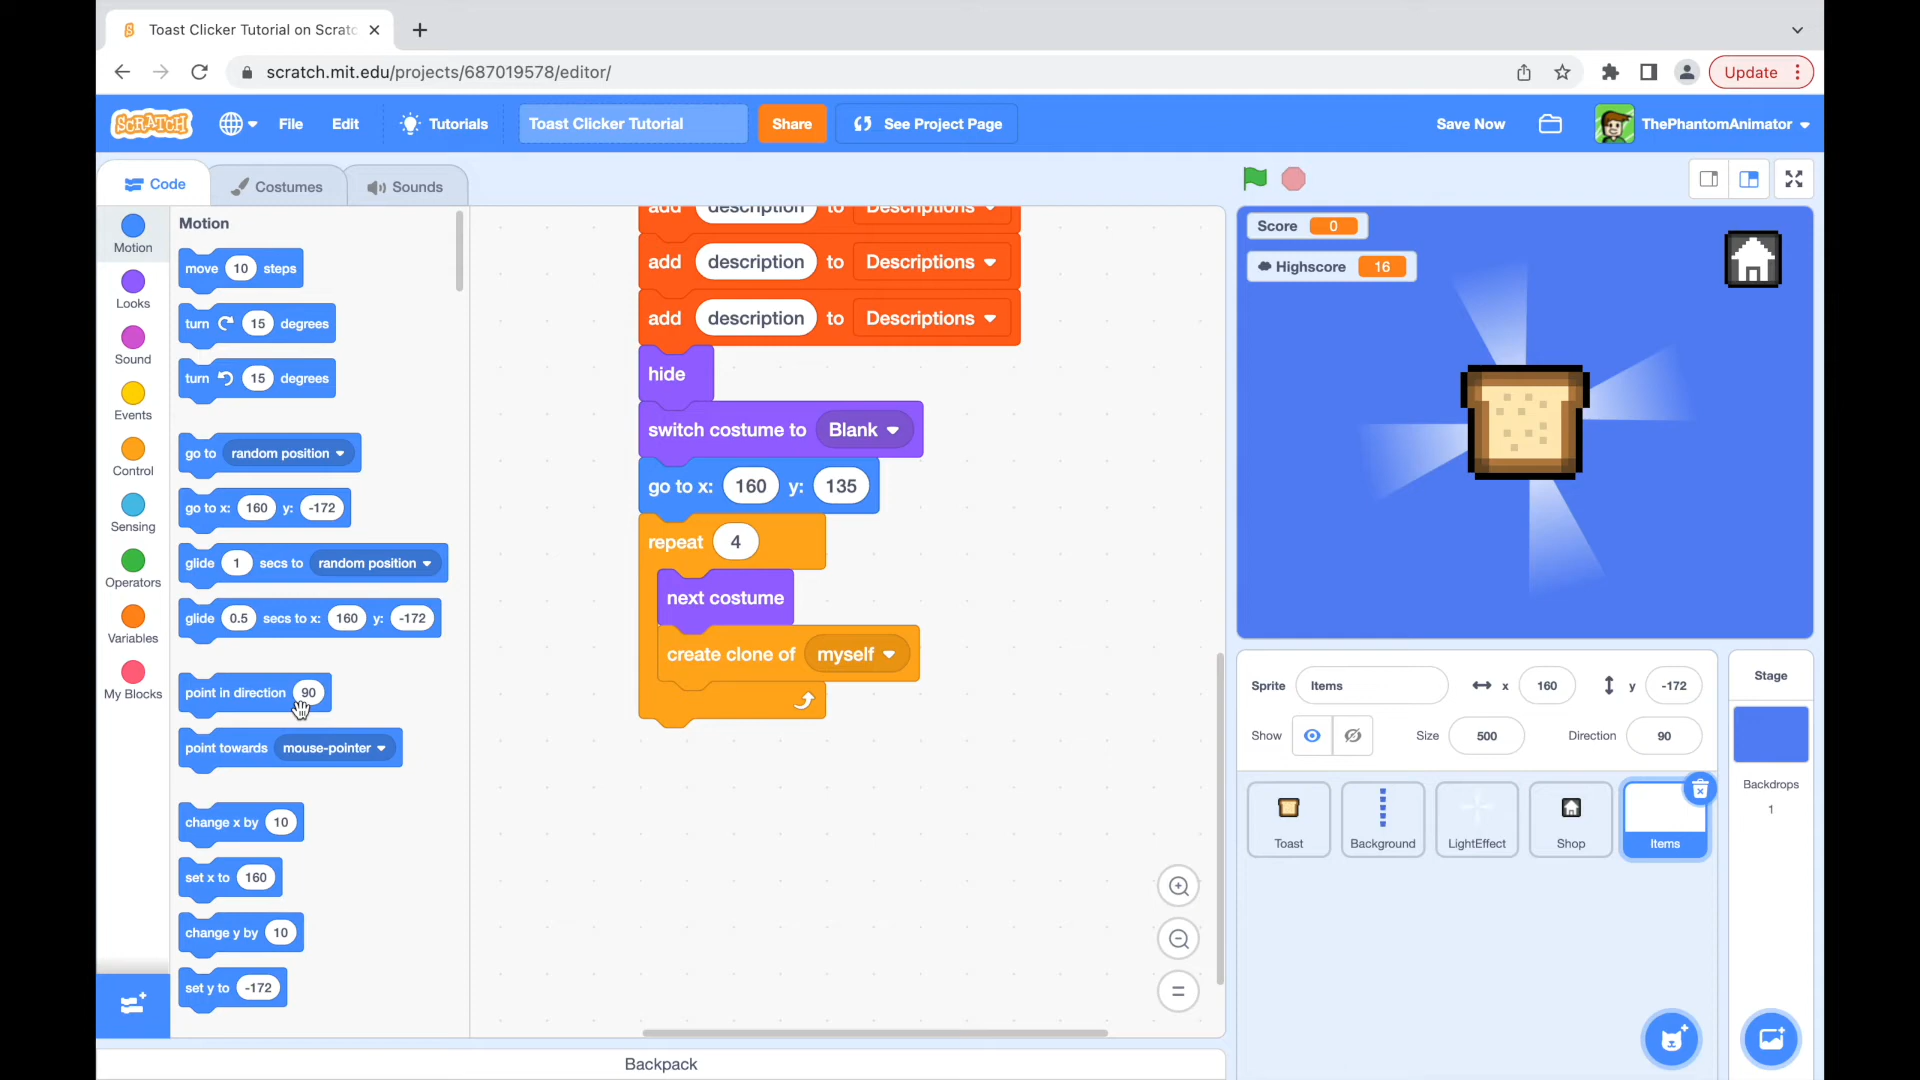 Toast Clicker Tutorial on Scratc
scratch.mit.edu/projects/687019578/editor/
Update
SCRATCH
File
Edit
Tutorials
Toast Clicker Tutorial
Share
See Project Page
Save Now
ThePhantomAnimator
Code
Costumes
Sounds
Motion
Looks
Sound
Events
Control
Sensing
Operators
Variables
My Blocks
Motion
move 10 steps
turn 15 degrees
turn 15 degrees
go to random position
go to x: 160 y: -172
glide 1 secs to random position
glide 0.5 secs to x: 160 y: -172
point in direction 90
point towards mouse-pointer
change x by 10
set x to 160
change y by 10
set y to -172
add description to Descriptions
add description to Descriptions
add description to Descriptions
hide
switch costume to Blank
go to x: 160 y: 135
repeat 4
next costume
create clone of myself
Backpack
Score 0
Highscore 16
Sprite Items x 160 y -172
Show Size 500 Direction 90
Toast
Background
LightEffect
Shop
Items
Stage
Backdrops
1